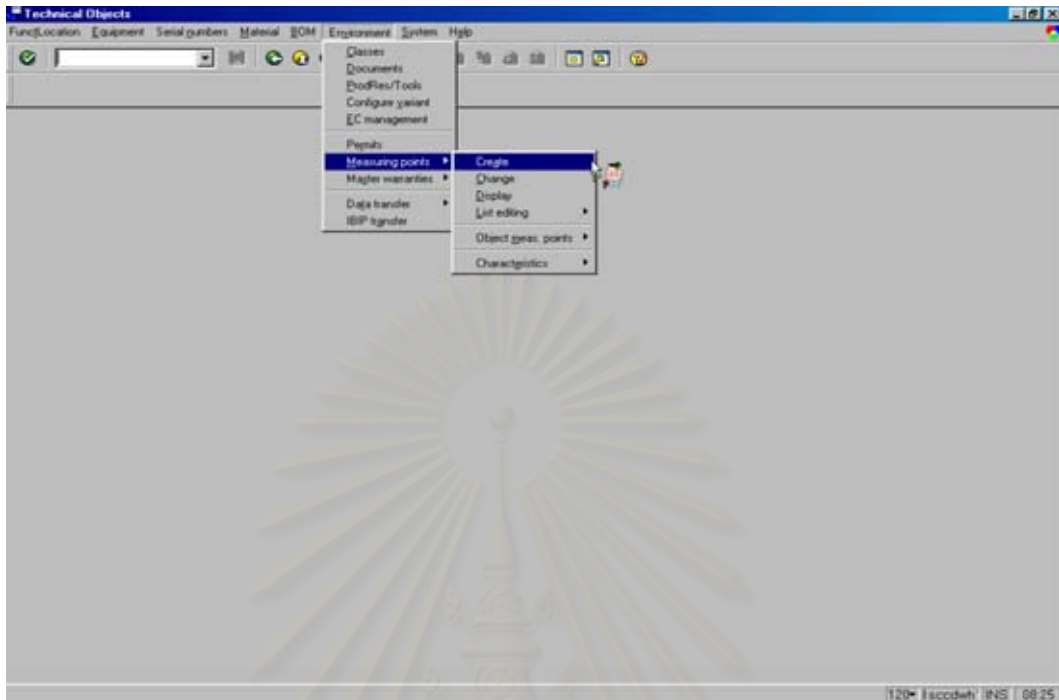 Technical Objects
FunctLocation Equipment Serial numbers Material BOM Environment System Help
Classes
Documents
ProdRes/Tools
Configure variant
EC management
Permits
Measuring points
Master warranties
Data transfer
IBIP transfer
Create
Change
Display
List editing
Object meas. points
Characteristics
120 sccdwh INS 08:25